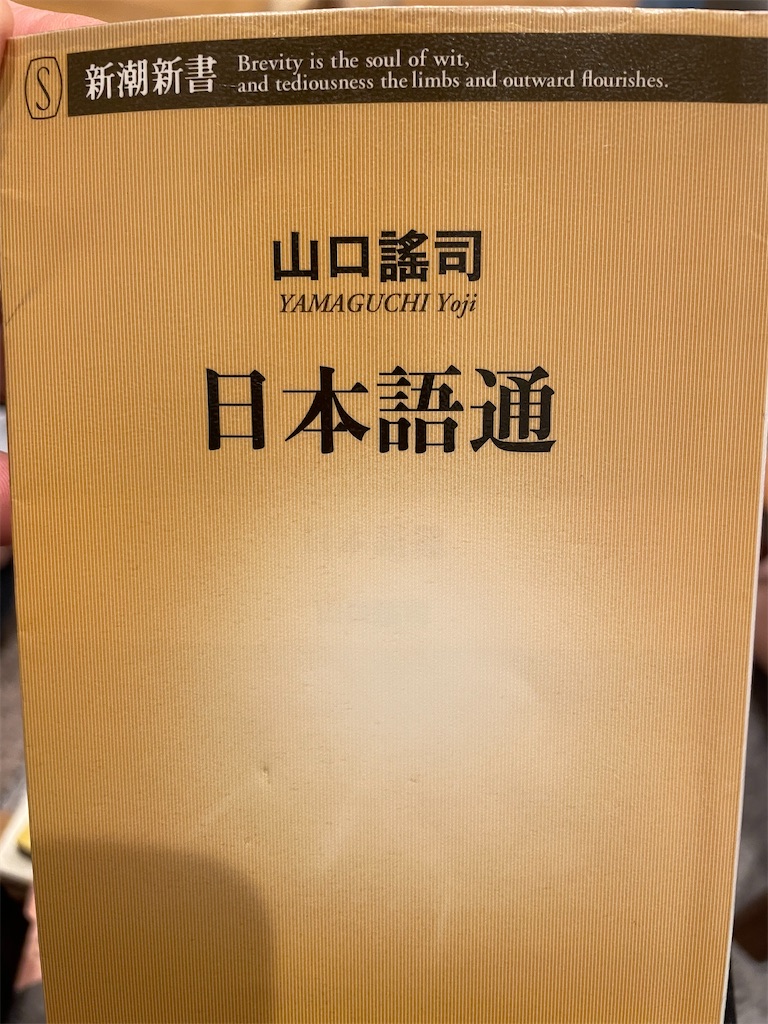 S
新潮新書
Brevity is the soul of wit,
and tediousness the limbs and outward flourishes.
山口謠司
YAMAGUCHI Yoji
日本語通